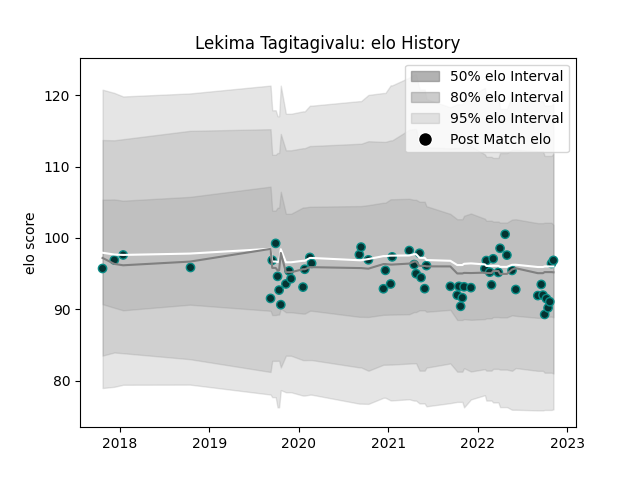 Lekima Tagitagivalu: elo History
50% elo Interval
80% elo Interval
95% elo Interval
Post Match elo
elo score
120
110
100
90
80
2018 2019 2020 2021 2022 2023